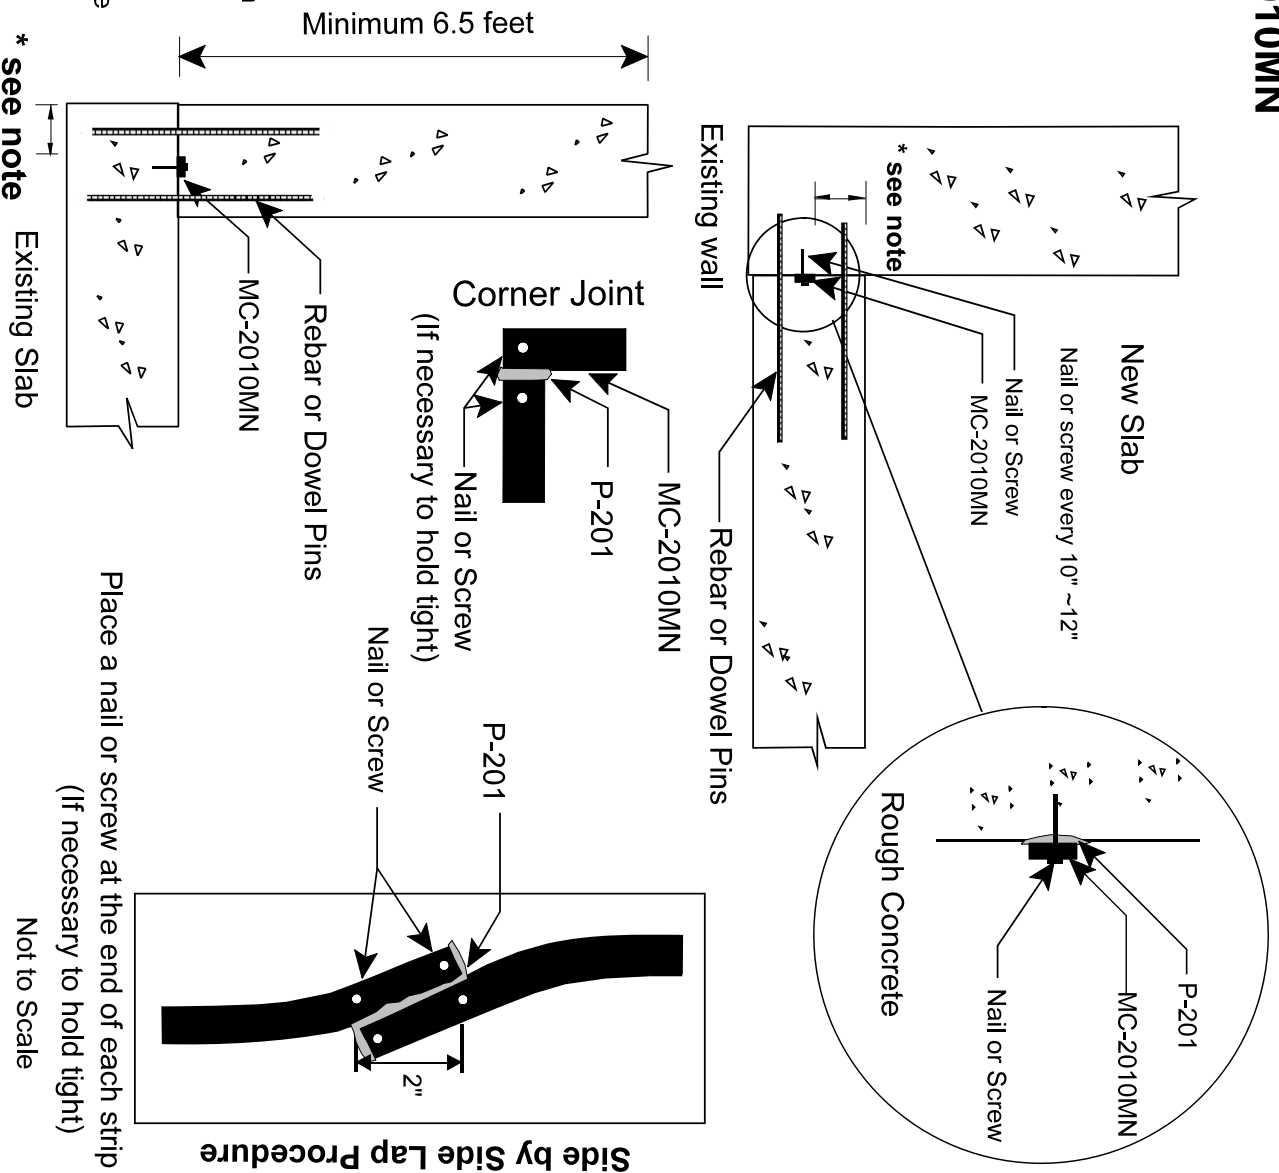 10MN
Minimum 6.5 feet
* see note
Existing Slab
MC-2010MN
Rebar or Dowel Pins
Existing wall
* see note
New Slab
Nail or screw every 10" ~12"
Nail or Screw
MC-2010MN
Rebar or Dowel Pins
Corner Joint
(If necessary to hold tight)
Nail or Screw
P-201
MC-2010MN
Rough Concrete
P-201
MC-2010MN
Nail or Screw
P-201
Nail or Screw
2"
Side by Side Lap Procedure
Place a nail or screw at the end of each strip
(If necessary to hold tight)
Not to Scale